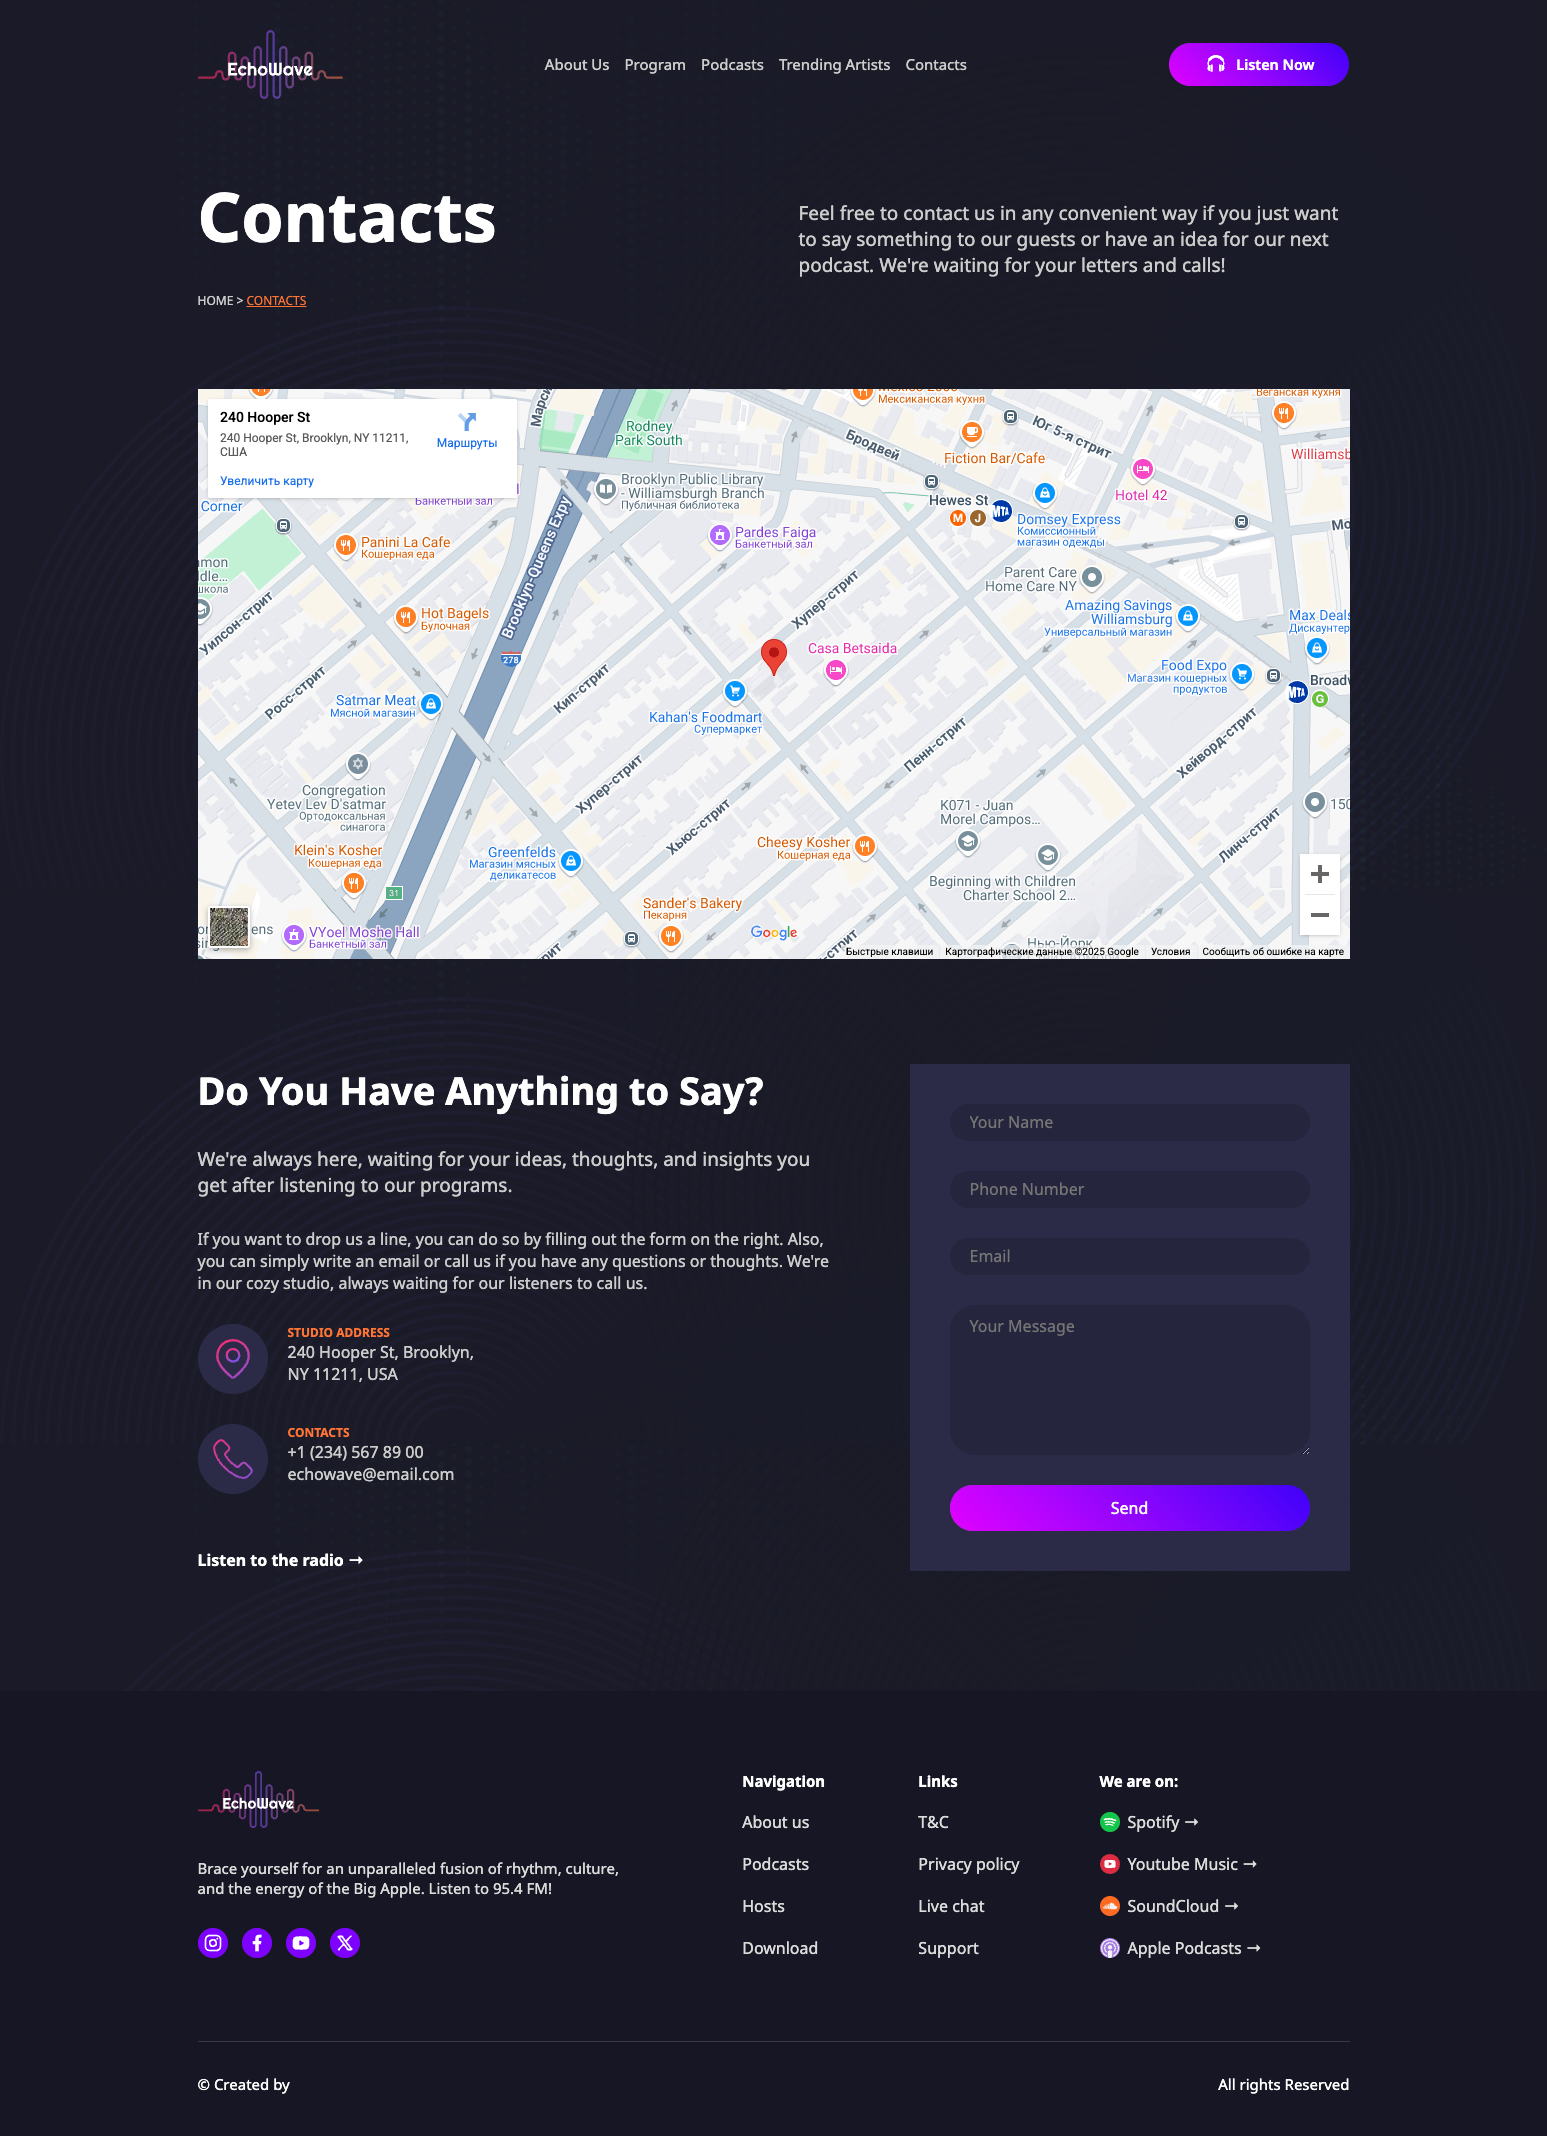 EchoWave
About Us
Program
Podcasts
Trending Artists
Contacts
Listen Now
Contacts
Feel free to contact us in any convenient way if you just want
to say something to our guests or have an idea for our next
podcast. We're waiting for your letters and calls!
HOME > CONTACTS
240 Hooper St
240 Hooper St, Brooklyn, NY 11211,
США
Маршруты
Увеличить карту
Банкетный зал
Corner
Rodney
Park South
Мексиканская кухня
Веганская кухня
Бродвей
Юг 5-я стрит
Fiction Bar/Cafe
Hotel 42
Brooklyn Public Library
- Williamsburgh Branch
Публичная библиотека
Hewes St
M
J
MTA
Domsey Express
Комиссионный
магазин одежды
Pardes Faiga
Банкетный зал
Panini La Cafe
Кошерная еда
Brooklyn-Queens Expy
Parent Care
Home Care NY
Уилсон-стрит
Hot Bagels
Булочная
Хупер-стрит
Amazing Savings
Williamsburg
Универсальный магазин
Max Deals
Дискаунтер
278
Casa Betsaida
Food Expo
Магазин кошерных
продуктов
MTA
G
Росс-стрит
Кип-стрит
Satmar Meat
Мясной магазин
Kahan's Foodmart
Супермаркет
Пенн-стрит
Хейворд-стрит
Congregation
Yetev Lev D'satmar
Ортодоксальная
синагога
Хупер-стрит
Хьюс-стрит
K071 - Juan
Morel Campos...
Линч-стрит
Klein's Kosher
Кошерная еда
Greenfelds
Магазин мясных
деликатесов
Cheesy Kosher
Кошерная еда
Beginning with Children
Charter School 2...
31
Sander's Bakery
Пекарня
VYoel Moshe Hall
Банкетный зал
Google
Нью-Йорк
Быстрые клавиши
Картографические данные ©2025 Google
Условия
Сообщить об ошибке на карте
Do You Have Anything to Say?
We're always here, waiting for your ideas, thoughts, and insights you
get after listening to our programs.
If you want to drop us a line, you can do so by filling out the form on the right. Also,
you can simply write an email or call us if you have any questions or thoughts. We're
in our cozy studio, always waiting for our listeners to call us.
STUDIO ADDRESS
240 Hooper St, Brooklyn,
NY 11211, USA
CONTACTS
+1 (234) 567 89 00
echowave@email.com
Listen to the radio ➞
Your Name
Phone Number
Email
Your Message
Send
EchoWave
Brace yourself for an unparalleled fusion of rhythm, culture,
and the energy of the Big Apple. Listen to 95.4 FM!
Navigation
About us
Podcasts
Hosts
Download
Links
T&C
Privacy policy
Live chat
Support
We are on:
Spotify ➞
Youtube Music ➞
SoundCloud ➞
Apple Podcasts ➞
© Created by
All rights Reserved